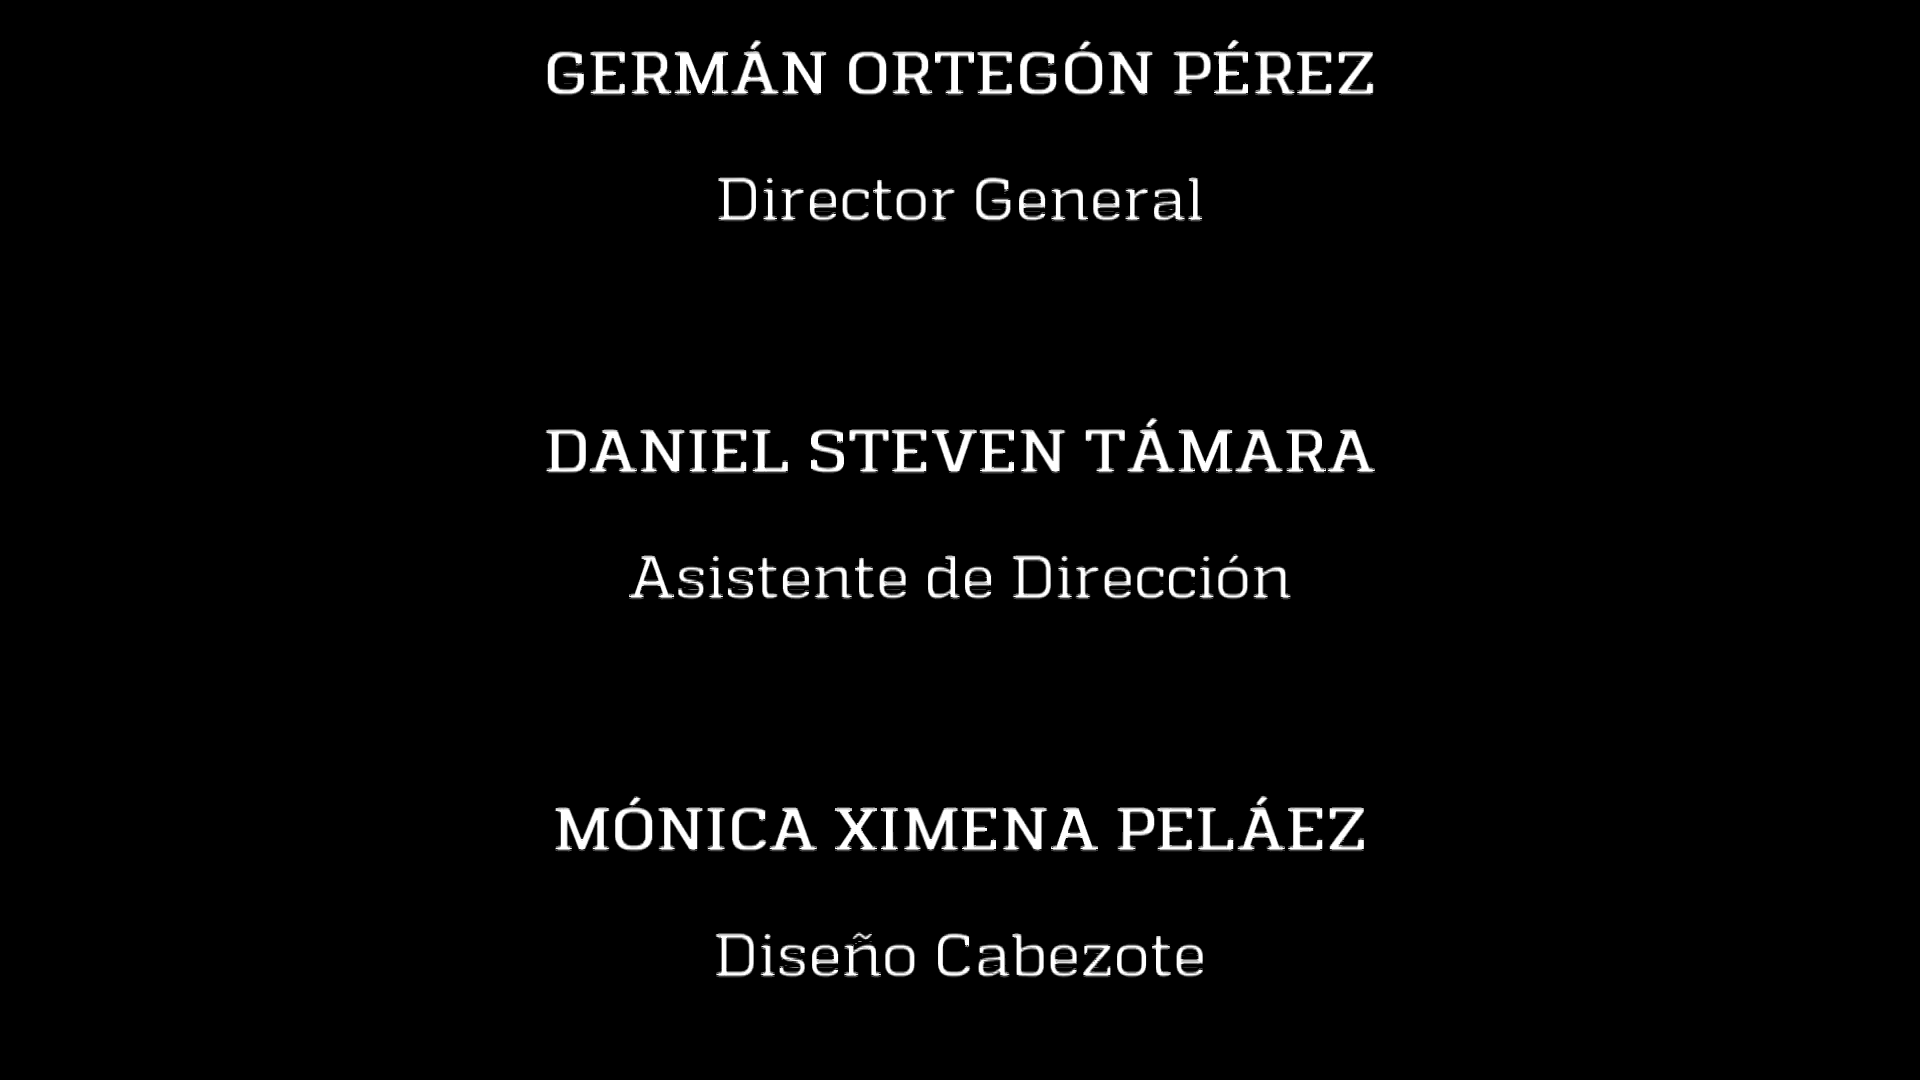 GERMÁN ORTEGÓN PÉREZ
Director General
DANIEL STEVEN TÁMARA
Asistente de Dirección
MÓNICA XIMENA PELÁEZ
Diseño Cabezote